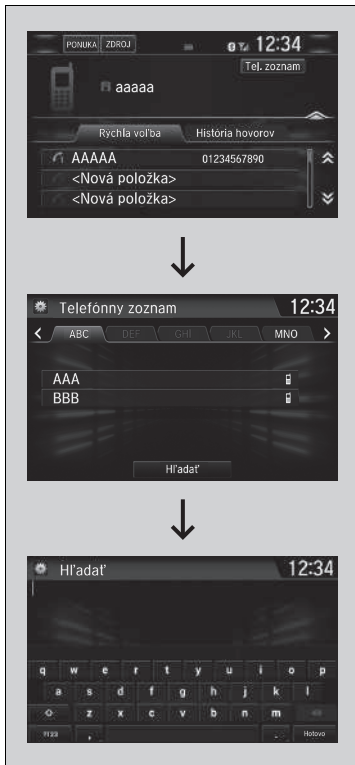 PONUKA ZDROJ 12:34
Tel. zoznam
aaaaa
Rýchla voľba História hovorov
AAAAA 01234567890
<Nová položka>
<Nová položka>
Telefónny zoznam 12:34
ABC DEF GHI JKL MNO
AAA
BBB
Hľadať
Hľadať 12:34
q w e r t y u i o p
a s d f g h j k l
z x c v b n m
?123 , . Hotovo